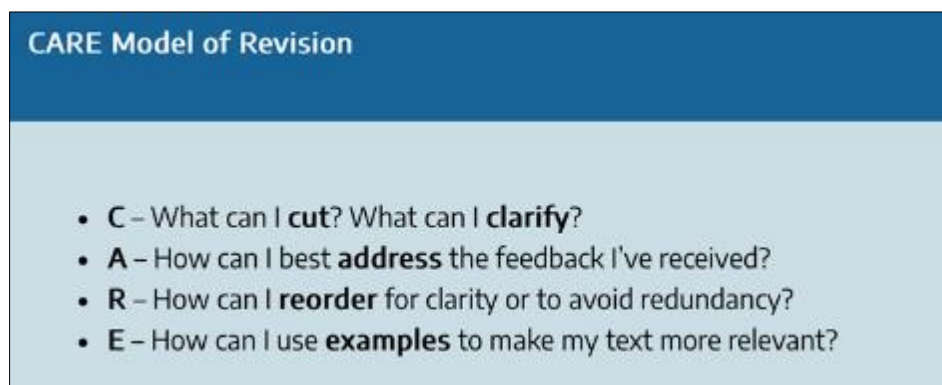 CARE Model of Revision
• C – What can I cut? What can I clarify?
• A – How can I best address the feedback I've received?
• R – How can I reorder for clarity or to avoid redundancy?
• E – How can I use examples to make my text more relevant?